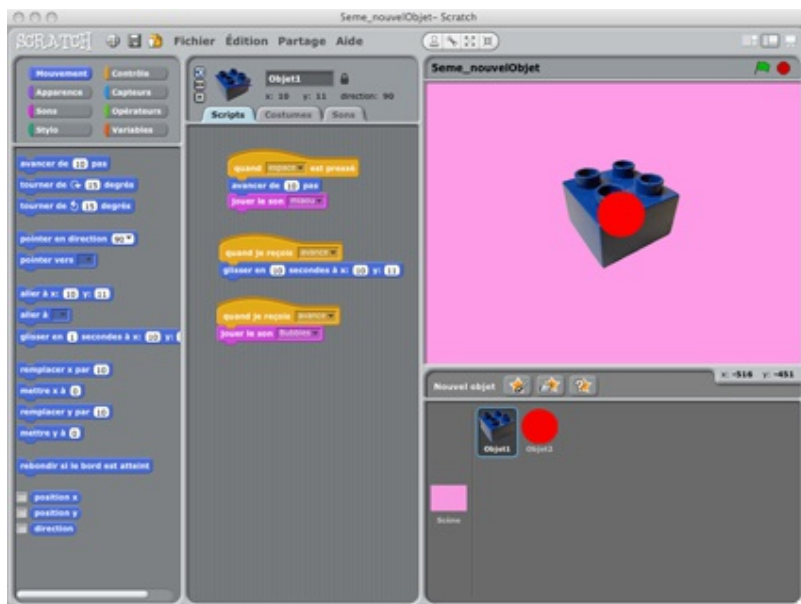 Seme_nouvelObjet- Scratch
SCRATCH Fichier Édition Partage Aide
Mouvement Contrôle
Apparence Capteurs
Sons Opérateurs
Stylo Variables
avancer de 10 pas
tourner de 15 degrés
tourner de 15 degrés
pointer en direction 90
pointer vers
aller à x: 10 y: 11
aller à
glisser en 1 secondes à x: 10 y:
remplacer x par 10
mettre x à 0
remplacer y par 10
mettre y à 0
rebondir si le bord est atteint
position x
position y
direction
Objet1
x: 10 y: 11 direction: 90
Scripts Costumes Sons
quand espace est pressé
avancer de 10 pas
jouer le son miaou
quand je reçois avance
glisser en 10 secondes à x: 10 y: 11
quand je reçois avance
jouer le son Bubbles
Seme_nouvelObjet
x: -516 y: -451
Nouvel objet
Objet1 Objet2
Scène